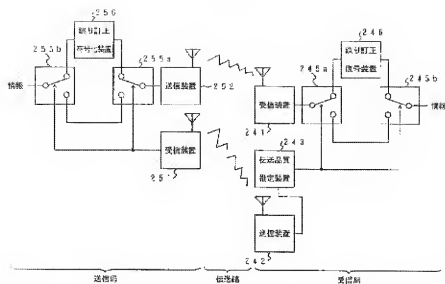 256
誤り訂正
符号化装置
255b
255a
情報
送信装置
252
受信装置
25
246
誤り訂正
復号装置
245a
245b
受信装置
241
情報
243
伝送品質
推定装置
送信装置
242
送信局
伝送路
受信局